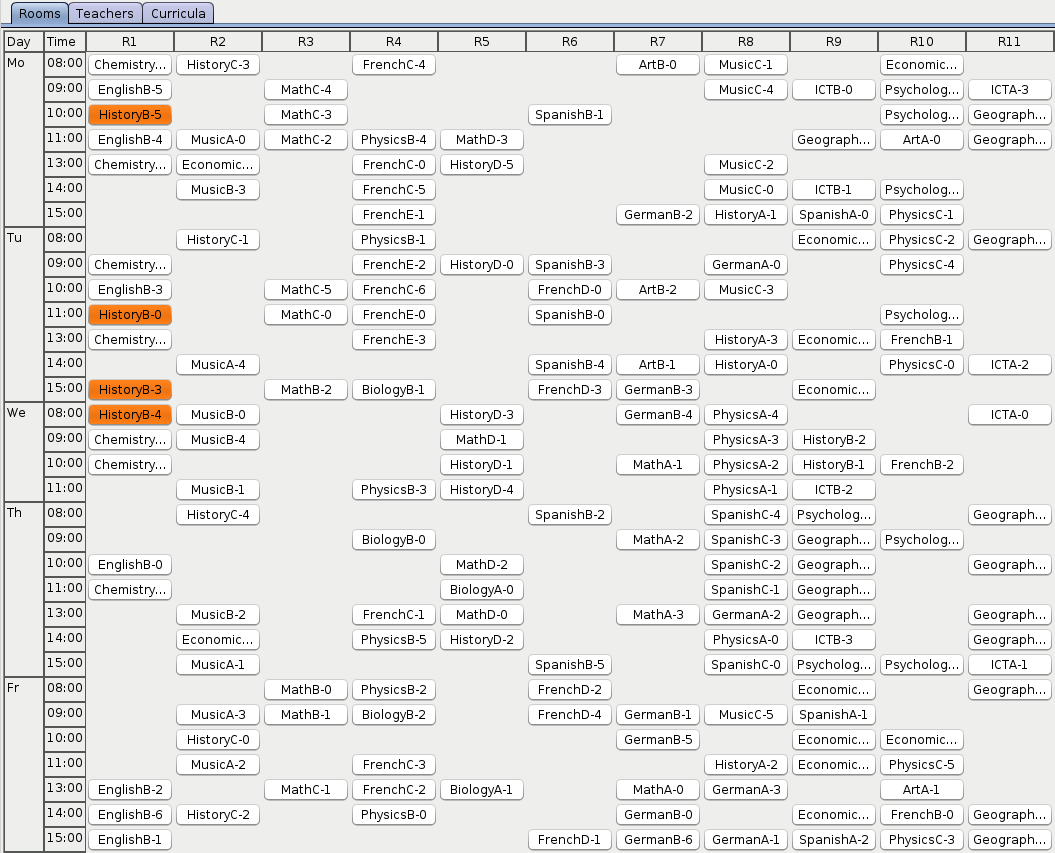 Rooms Teachers Curricula
Day Time R1 R2 R3 R4 R5 R6 R7 R8 R9 R10 R11
Mo 08:00 Chemistry... HistoryC-3 FrenchC-4 ArtB-0 MusicC-1 Economic...
09:00 EnglishB-5 MathC-4 MusicC-4 ICTB-0 Psycholog... ICTA-3
10:00 HistoryB-5 MathC-3 SpanishB-1 Psycholog... Geograph...
11:00 EnglishB-4 MusicA-0 MathC-2 PhysicsB-4 MathD-3 Geograph... ArtA-0 Geograph...
13:00 Chemistry... Economic... FrenchC-0 HistoryD-5 MusicC-2
14:00 MusicB-3 FrenchC-5 MusicC-0 ICTB-1 Psycholog...
15:00 FrenchE-1 GermanB-2 HistoryA-1 SpanishA-0 PhysicsC-1
Tu 08:00 HistoryC-1 PhysicsB-1 Economic... PhysicsC-2 Geograph...
09:00 Chemistry... FrenchE-2 HistoryD-0 SpanishB-3 GermanA-0 PhysicsC-4
10:00 EnglishB-3 MathC-5 FrenchC-6 FrenchD-0 ArtB-2 MusicC-3
11:00 HistoryB-0 MathC-0 FrenchE-0 SpanishB-0 Psycholog...
13:00 Chemistry... FrenchE-3 HistoryA-3 Economic... FrenchB-1
14:00 MusicA-4 SpanishB-4 ArtB-1 HistoryA-0 PhysicsC-0 ICTA-2
15:00 HistoryB-3 MathB-2 BiologyB-1 FrenchD-3 GermanB-3 Economic...
We 08:00 HistoryB-4 MusicB-0 HistoryD-3 GermanB-4 PhysicsA-4 ICTA-0
09:00 Chemistry... MusicB-4 MathD-1 PhysicsA-3 HistoryB-2
10:00 Chemistry... HistoryD-1 MathA-1 PhysicsA-2 HistoryB-1 FrenchB-2
11:00 MusicB-1 PhysicsB-3 HistoryD-4 PhysicsA-1 ICTB-2
Th 08:00 HistoryC-4 SpanishB-2 SpanishC-4 Psycholog... Geograph...
09:00 BiologyB-0 MathA-2 SpanishC-3 Geograph... Psycholog...
10:00 EnglishB-0 MathD-2 SpanishC-2 Geograph... Geograph...
11:00 Chemistry... BiologyA-0 SpanishC-1 Geograph...
13:00 MusicB-2 FrenchC-1 MathD-0 MathA-3 GermanA-2 Geograph... Geograph...
14:00 Economic... PhysicsB-5 HistoryD-2 PhysicsA-0 ICTB-3 Geograph...
15:00 MusicA-1 SpanishB-5 SpanishC-0 Psycholog... Psycholog... ICTA-1
Fr 08:00 MathB-0 PhysicsB-2 FrenchD-2 Economic... Geograph...
09:00 MusicA-3 MathB-1 BiologyB-2 FrenchD-4 GermanB-1 MusicC-5 SpanishA-1
10:00 HistoryC-0 GermanB-5 Economic... Economic...
11:00 MusicA-2 FrenchC-3 HistoryA-2 Economic... PhysicsC-5
13:00 EnglishB-2 MathC-1 FrenchC-2 BiologyA-1 MathA-0 GermanA-3 ArtA-1
14:00 EnglishB-6 HistoryC-2 PhysicsB-0 GermanB-0 Economic... FrenchB-0 Geograph...
15:00 EnglishB-1 FrenchD-1 GermanB-6 GermanA-1 SpanishA-2 PhysicsC-3 Geograph...